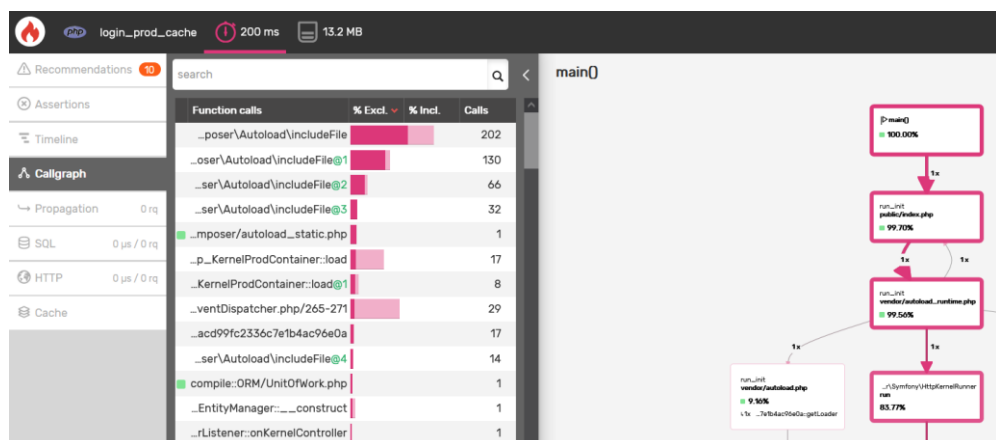 php login_prod_cache 200 ms 13.2 MB
Recommendations 10
Assertions
Timeline
Callgraph
Propagation 0 rq
SQL 0 µs / 0 rq
HTTP 0 µs / 0 rq
Cache
search
Function calls % Excl. % Incl. Calls
…poser\Autoload\includeFile 202
…oser\Autoload\includeFile@1 130
…ser\Autoload\includeFile@2 66
…ser\Autoload\includeFile@3 32
…mposer/autoload_static.php 1
…p_KernelProdContainer::load 17
…KernelProdContainer::load@1 8
…ventDispatcher.php/265-271 29
…acd99fc2336c7e1b4ac96e0a 17
…ser\Autoload\includeFile@4 14
compile::ORM/UnitOfWork.php 1
…EntityManager::__construct 1
…rListener::onKernelController 1
main()
main()
100.00%
1x
run_init
public/index.php
99.70%
1x 1x
run_init
vendor/autoload…runtime.php
99.56%
1x 1x
run_init
vendor/autoload.php
9.16%
↳1x …7e1b4ac96e0a::getLoader
…r\Symfony\HttpKernelRunner
run
83.77%